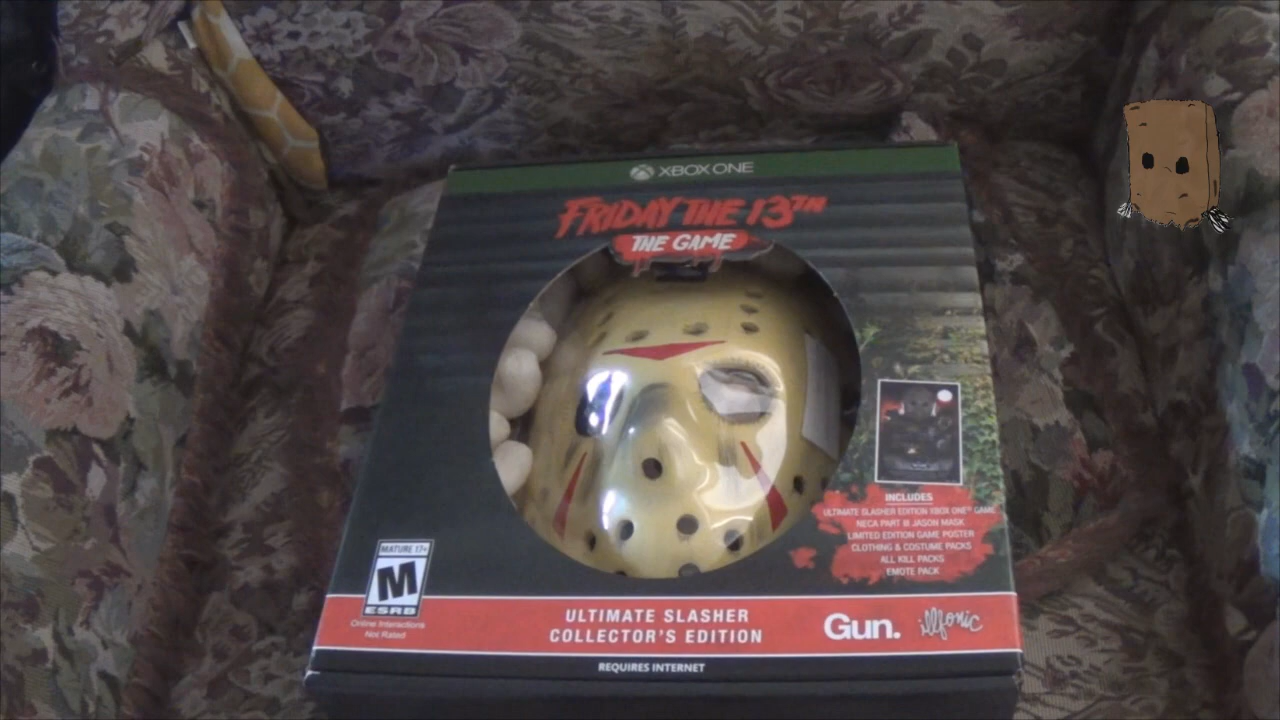 XBOX ONE
FRIDAY THE 13TH
THE GAME
INCLUDES
ULTIMATE SLASHER EDITION XBOX ONE® GAME
NECA PART III JASON MASK
LIMITED EDITION GAME POSTER
CLOTHING & COSTUME PACKS
ALL KILL PACKS
EMOTE PACK
MATURE 17+
M
ESRB
Online Interactions
Not Rated
ULTIMATE SLASHER
COLLECTOR'S EDITION
Gun.
illfonic
REQUIRES INTERNET